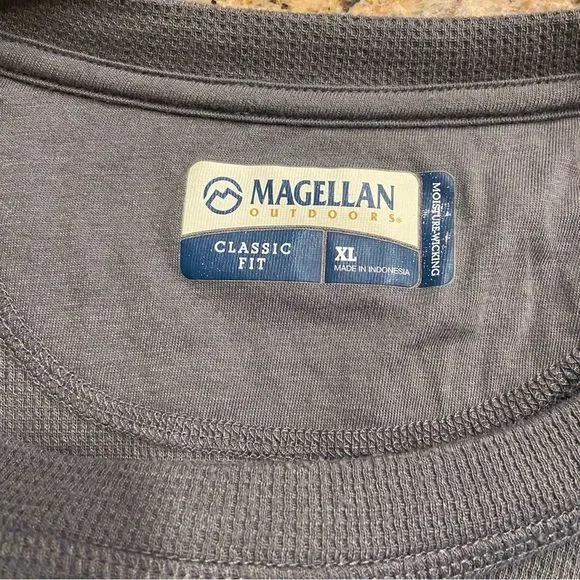 MAGELLAN
OUTDOORS®
CLASSIC
FIT
XL
MADE IN INDONESIA
MOISTURE-WICKING